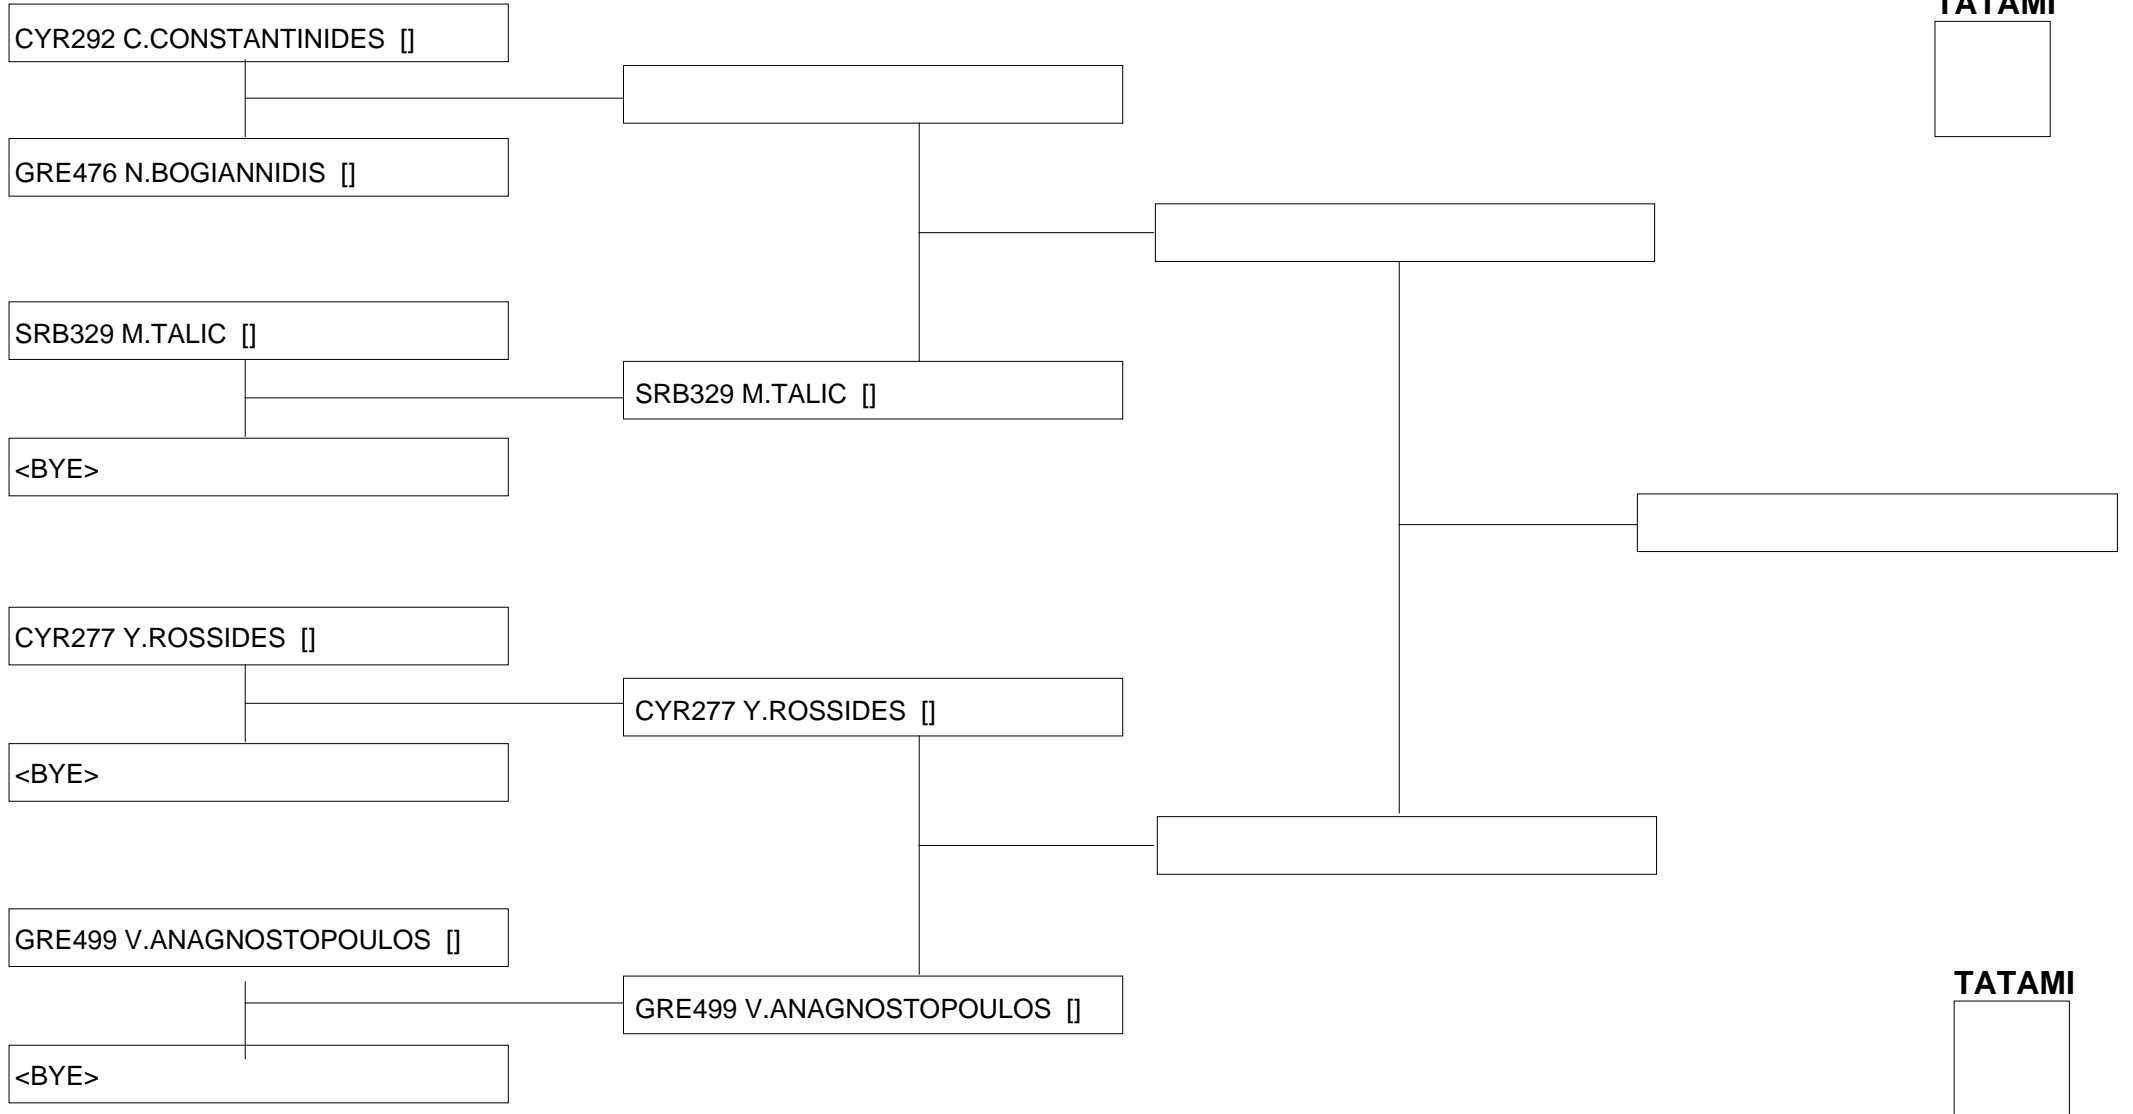 TATAMI
CYR292 C.CONSTANTINIDES []
GRE476 N.BOGIANNIDIS []
SRB329 M.TALIC []
SRB329 M.TALIC []
<BYE>
CYR277 Y.ROSSIDES []
CYR277 Y.ROSSIDES []
<BYE>
GRE499 V.ANAGNOSTOPOULOS []
TATAMI
GRE499 V.ANAGNOSTOPOULOS []
<BYE>